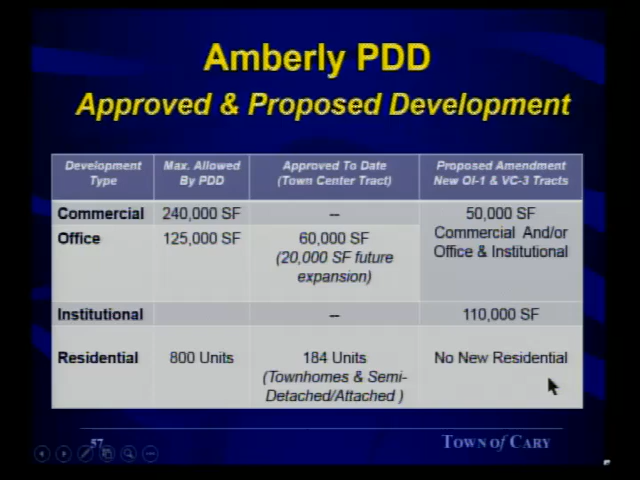 Amberly PDD
Approved & Proposed Development
Development Type
Max. Allowed By PDD
Approved To Date (Town Center Tract)
Proposed Amendment New OI-1 & VC-3 Tracts
Commercial
240,000 SF
--
50,000 SF
Commercial And/or
Office & Institutional
Office
125,000 SF
60,000 SF
(20,000 SF future
expansion)
Institutional
--
110,000 SF
Residential
800 Units
184 Units
(Townhomes & Semi-
Detached/Attached )
No New Residential
57
TOWN of CARY